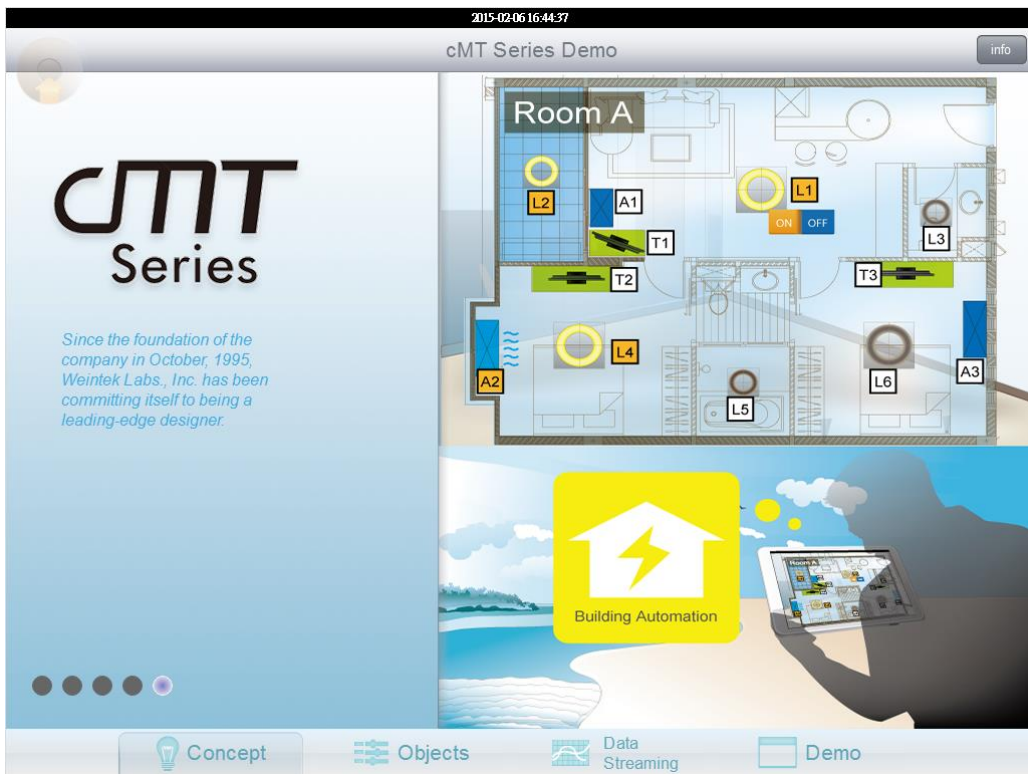 2015-02-06 16:44:37
cMT Series Demo
info
cMT
Series
Since the foundation of the
company in October, 1995,
Weintek Labs., Inc. has been
committing itself to being a
leading-edge designer.
Room A
L2
A1
T1
L1
ON OFF
L3
T2
T3
A2
L4
L5
L6
A3
Building Automation
Room A
Concept
Objects
Data
Streaming
Demo